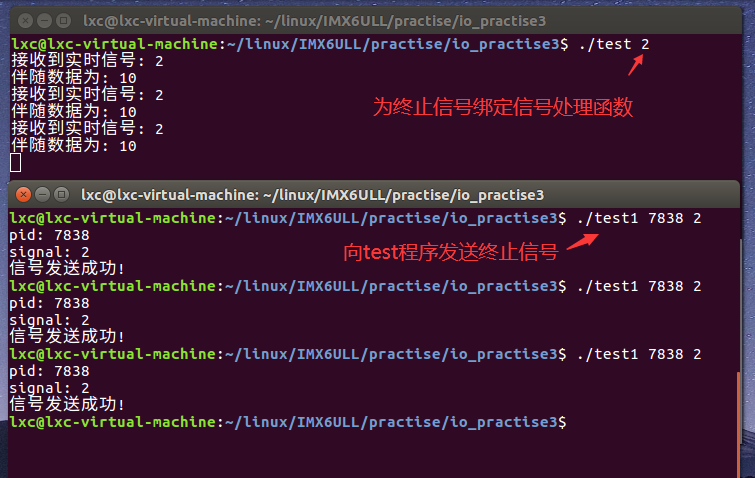 lxc@lxc-virtual-machine: ~/linux/IMX6ULL/practise/io_practise3
lxc@lxc-virtual-machine:~/linux/IMX6ULL/practise/io_practise3$ ./test 2
接收到实时信号: 2
伴随数据为: 10
接收到实时信号: 2
伴随数据为: 10
接收到实时信号: 2
伴随数据为: 10
为终止信号绑定信号处理函数
lxc@lxc-virtual-machine: ~/linux/IMX6ULL/practise/io_practise3
lxc@lxc-virtual-machine:~/linux/IMX6ULL/practise/io_practise3$ ./test1 7838 2
pid: 7838
signal: 2
信号发送成功!
向test程序发送终止信号
lxc@lxc-virtual-machine:~/linux/IMX6ULL/practise/io_practise3$ ./test1 7838 2
pid: 7838
signal: 2
信号发送成功!
lxc@lxc-virtual-machine:~/linux/IMX6ULL/practise/io_practise3$ ./test1 7838 2
pid: 7838
signal: 2
信号发送成功!
lxc@lxc-virtual-machine:~/linux/IMX6ULL/practise/io_practise3$